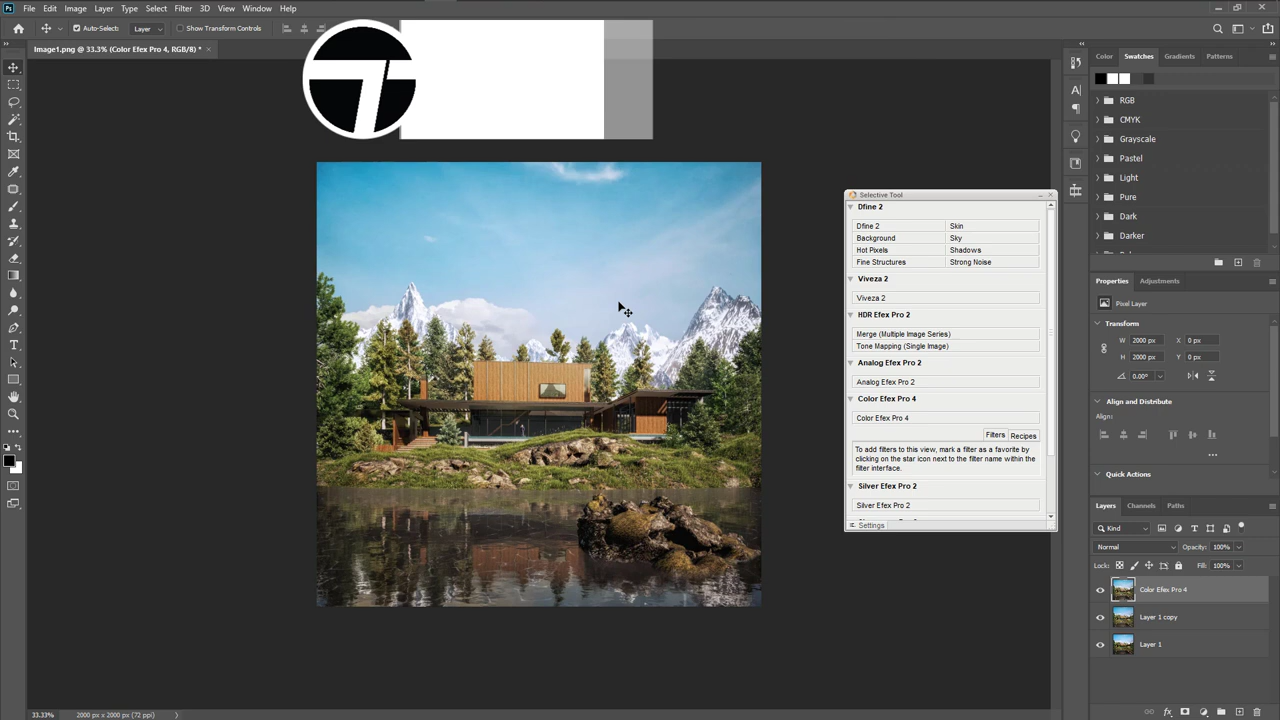 Ps File Edit Image Layer Type Select Filter 3D View Window Help
Auto-Select: Layer Show Transform Controls
Image1.png @ 33.3% (Color Efex Pro 4, RGB/8) *
Color Swatches Gradients Patterns
RGB
CMYK
Grayscale
Pastel
Light
Pure
Dark
Darker
Selective Tool
Dfine 2
Dfine 2 Skin
Background Sky
Hot Pixels Shadows
Fine Structures Strong Noise
Viveza 2
Viveza 2
HDR Efex Pro 2
Merge (Multiple Image Series)
Tone Mapping (Single Image)
Analog Efex Pro 2
Analog Efex Pro 2
Color Efex Pro 4
Color Efex Pro 4
Filters Recipes
To add filters to this view, mark a filter as a favorite by
clicking on the star icon next to the filter name within the
filter interface.
Silver Efex Pro 2
Silver Efex Pro 2
Settings
Properties Adjustments
Pixel Layer
Transform
W 2000 px X 0 px
H 2000 px Y 0 px
0.00°
Align and Distribute
Align:
Quick Actions
Layers Channels Paths
Kind
Normal Opacity: 100%
Lock: Fill: 100%
Color Efex Pro 4
Layer 1 copy
Layer 1
33.33% 2000 px x 2000 px (72 ppi)